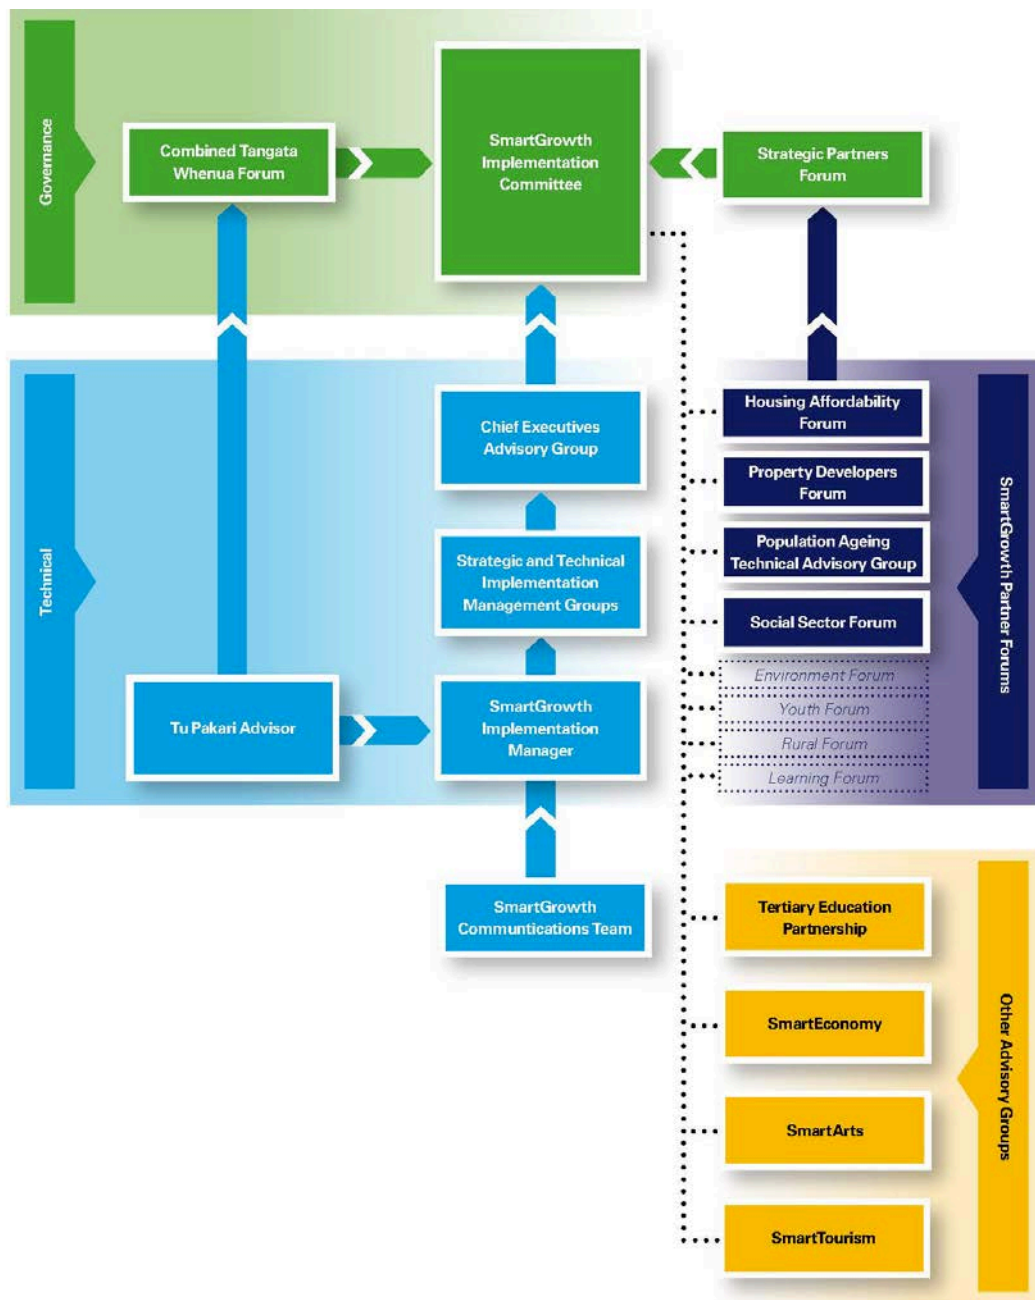 Governance
Combined Tangata
Whenua Forum
SmartGrowth
Implementation
Committee
Strategic Partners
Forum
Technical
Chief Executives
Advisory Group
Strategic and Technical
Implementation
Management Groups
Tu Pakari Advisor
SmartGrowth
Implementation
Manager
SmartGrowth
Communtications Team
Housing Affordability
Forum
Property Developers
Forum
Population Ageing
Technical Advisory Group
Social Sector Forum
Environment Forum
Youth Forum
Rural Forum
Learning Forum
SmartGrowth Partner Forums
Tertiary Education
Partnership
SmartEconomy
SmartArts
SmartTourism
Other Advisory Groups